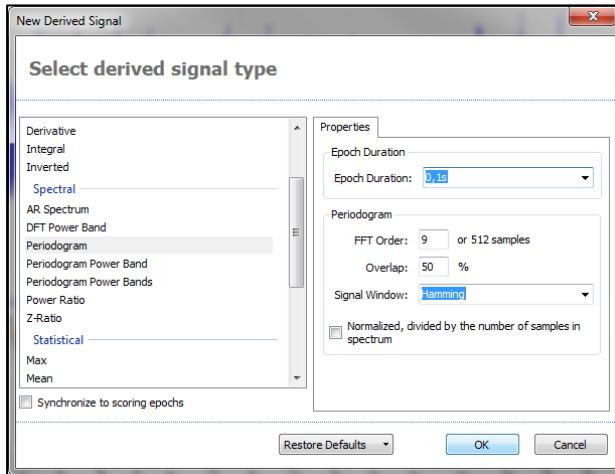 New Derived Signal
Select derived signal type
Derivative
Integral
Inverted
Spectral
AR Spectrum
DFT Power Band
Periodogram
Periodogram Power Band
Periodogram Power Bands
Power Ratio
Z-Ratio
Statistical
Max
Mean
Synchronize to scoring epochs
Properties
Epoch Duration
Epoch Duration: 0,1s
Periodogram
FFT Order: 9 or 512 samples
Overlap: 50 %
Signal Window: Hamming
Normalized, divided by the number of samples in
spectrum
Restore Defaults OK Cancel